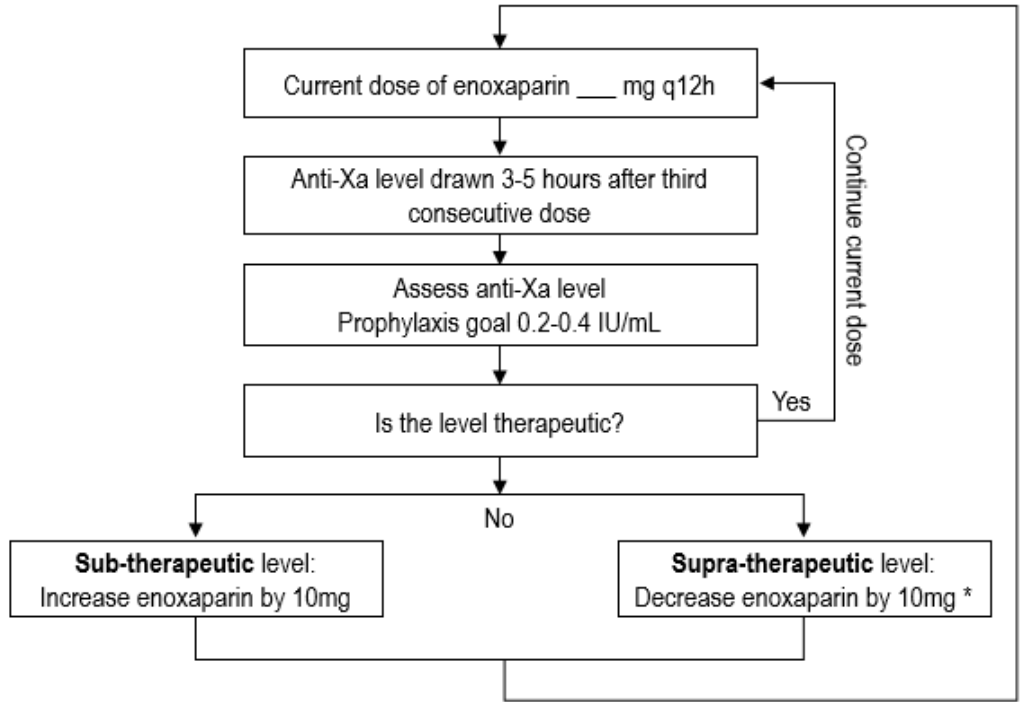 Current dose of enoxaparin ___ mg q12h
Anti-Xa level drawn 3-5 hours after third
consecutive dose
Assess anti-Xa level
Prophylaxis goal 0.2-0.4 IU/mL
Is the level therapeutic?
Yes
Continue current dose
No
Sub-therapeutic level:
Increase enoxaparin by 10mg
Supra-therapeutic level:
Decrease enoxaparin by 10mg *